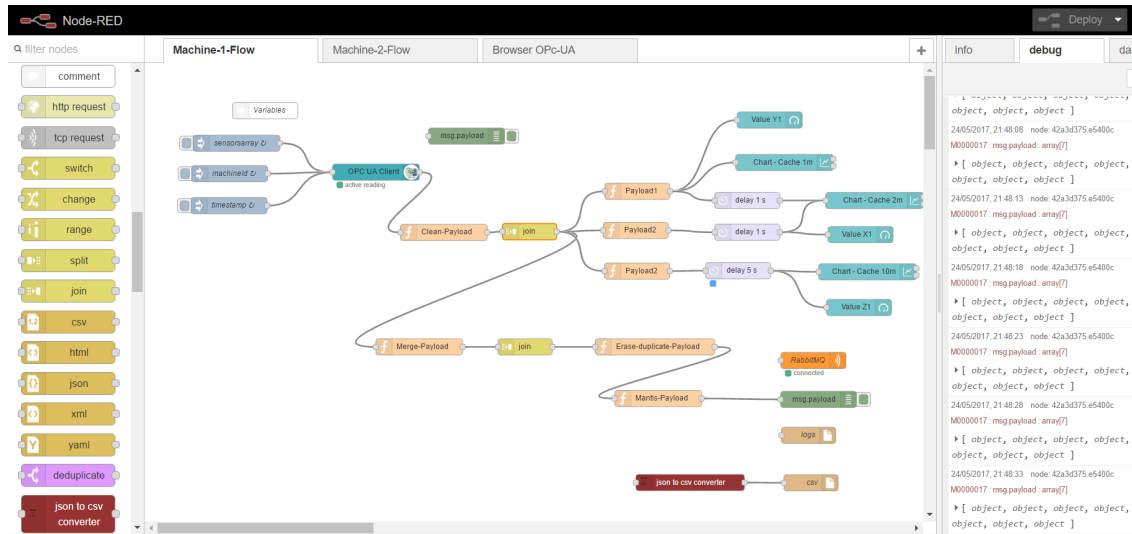 Node-RED
Deploy
filter nodes
Machine-1-Flow
Machine-2-Flow
Browser OPc-UA
+
info
debug
da
comment
http request
tcp request
switch
change
range
split
join
1,2
csv
html
json
xml
yaml
deduplicate
json to csv
converter
Variables
sensorsarray ↻
machineId ↻
timestamp ↻
msg.payload
OPC UA Client
active reading
Clean-Payload
join
Payload1
Payload2
Payload2
Value Y1
Chart - Cache 1m
delay 1 s
Chart - Cache 2m
delay 1 s
Value X1
delay 5 s
Chart - Cache 10m
Value Z1
Merge-Payload
join
Erase-duplicate-Payload
RabbitMQ
connected
Mantis-Payload
msg.payload
logs
json to csv converter
csv
object, object, object ]
24/05/2017, 21:48:08 node: 42a3d375.e5400c
M0000017 : msg.payload : array[7]
[ object, object, object, object,
object, object, object ]
24/05/2017, 21:48:13 node: 42a3d375.e5400c
M0000017 : msg.payload : array[7]
[ object, object, object, object,
object, object, object ]
24/05/2017, 21:48:18 node: 42a3d375.e5400c
M0000017 : msg.payload : array[7]
[ object, object, object, object,
object, object, object ]
24/05/2017, 21:48:23 node: 42a3d375.e5400c
M0000017 : msg.payload : array[7]
[ object, object, object, object,
object, object, object ]
24/05/2017, 21:48:28 node: 42a3d375.e5400c
M0000017 : msg.payload : array[7]
[ object, object, object, object,
object, object, object ]
24/05/2017, 21:48:33 node: 42a3d375.e5400c
M0000017 : msg.payload : array[7]
[ object, object, object, object,
object, object, object ]